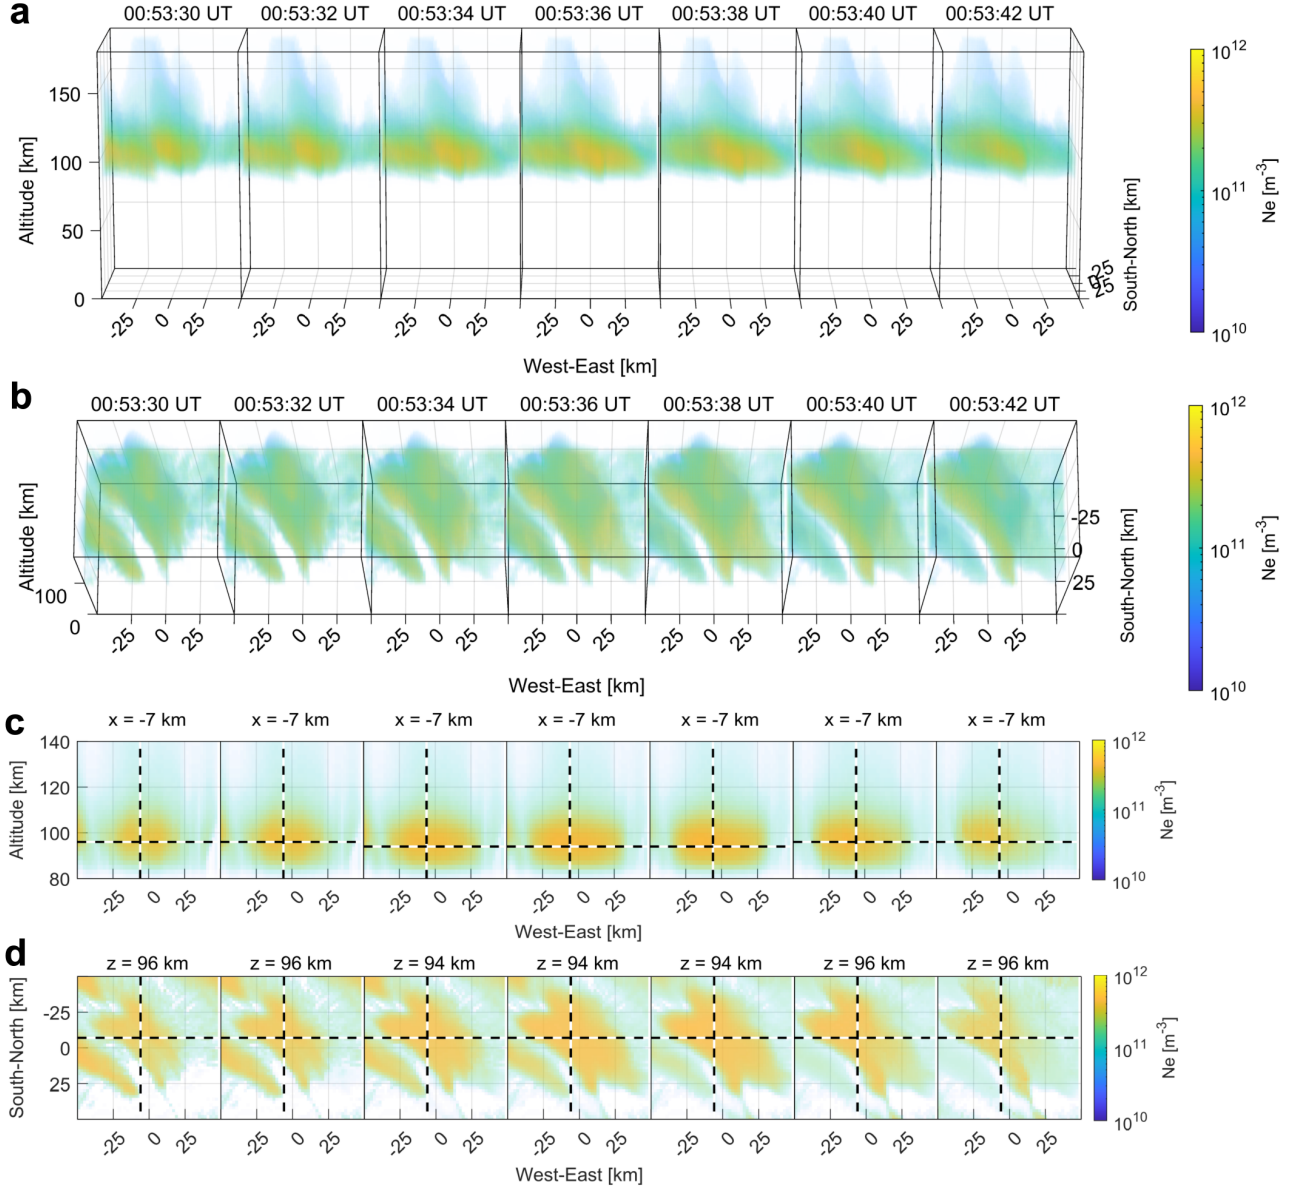 a
00:53:30 UT 00:53:32 UT 00:53:34 UT 00:53:36 UT 00:53:38 UT 00:53:40 UT 00:53:42 UT
Altitude [km]
150
100
50
0
-25 0 25 -25 0 25 -25 0 25 -25 0 25 -25 0 25 -25 0 25 -25 0 25
West-East [km]
-25
0
25
South-North [km]
10^12
10^11
10^10
Ne [m^-3]
b
00:53:30 UT 00:53:32 UT 00:53:34 UT 00:53:36 UT 00:53:38 UT 00:53:40 UT 00:53:42 UT
Altitude [km]
100
0
-25 0 25 -25 0 25 -25 0 25 -25 0 25 -25 0 25 -25 0 25 -25 0 25
West-East [km]
-25
0
25
South-North [km]
10^12
10^11
10^10
Ne [m^-3]
c
x = -7 km x = -7 km x = -7 km x = -7 km x = -7 km x = -7 km x = -7 km
Altitude [km]
140
120
100
80
-25 0 25 -25 0 25 -25 0 25 -25 0 25 -25 0 25 -25 0 25 -25 0 25
West-East [km]
10^12
10^11
10^10
Ne [m^-3]
d
z = 96 km z = 96 km z = 94 km z = 94 km z = 94 km z = 96 km z = 96 km
South-North [km]
-25
0
25
-25 0 25 -25 0 25 -25 0 25 -25 0 25 -25 0 25 -25 0 25 -25 0 25
West-East [km]
10^12
10^11
10^10
Ne [m^-3]